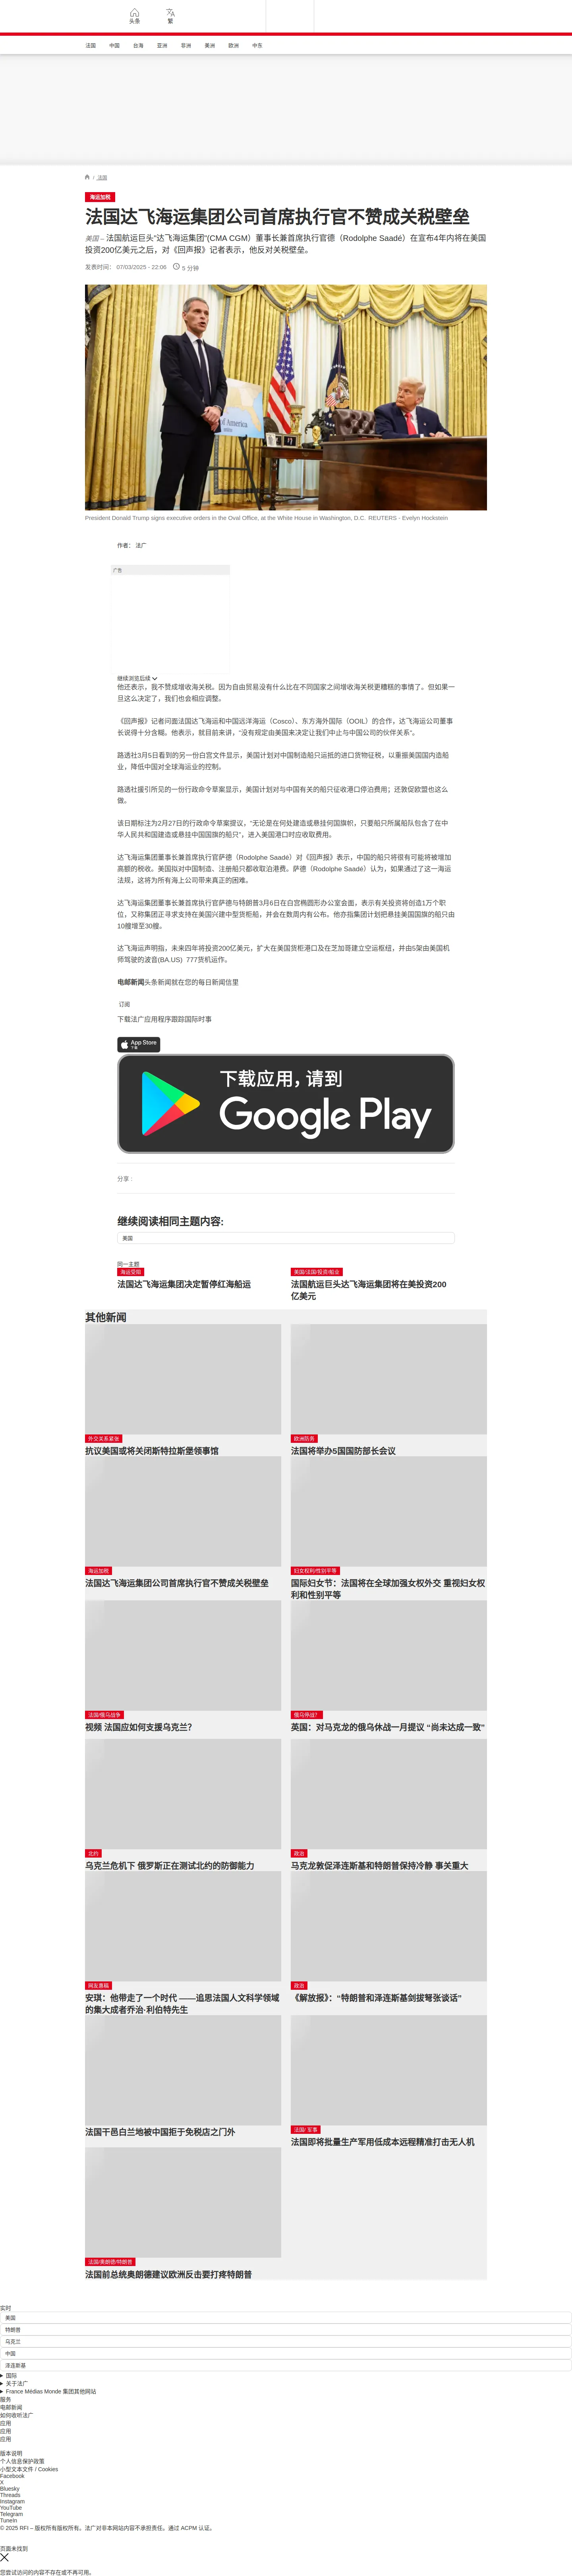 头条
繁
法国
中国
台海
亚洲
非洲
美洲
欧洲
中东
/ 法国
海运加税
法国达飞海运集团公司首席执行官不赞成关税壁垒
美国 – 法国航运巨头"达飞海运集团"(CMA CGM）董事长兼首席执行官德（Rodolphe Saadé）在宣布4年内将在美国
投资200亿美元之后，对《回声报》记者表示，他反对关税壁垒。
发表时间： 07/03/2025 - 22:06
5 分钟
President Donald Trump signs executive orders in the Oval Office, at the White House in Washington, D.C. REUTERS - Evelyn Hockstein
作者： 法广
广告
继续浏览后续
他还表示，我不赞成增收海关税。因为自由贸易没有什么比在不同国家之间增收海关税更糟糕的事情了。但如果一
旦这么决定了，我们也会相应调整。
《回声报》记者问面法国达飞海运和中国远洋海运（Cosco）、东方海外国际（OOIL）的合作，达飞海运公司董事
长说得十分含糊。他表示，就目前来讲，"没有规定由美国来决定让我们中止与中国公司的伙伴关系"。
路透社3月5日看到的另一份白宫文件显示，美国计划对中国制造船只运抵的进口货物征税，以重振美国国内造船
业，降低中国对全球海运业的控制。
路透社援引所见的一份行政命令草案显示，美国计划对与中国有关的船只征收港口停泊费用；还敦促欧盟也这么
做。
该日期标注为2月27日的行政命令草案提议，"无论是在何处建造或悬挂何国旗帜，只要船只所属船队包含了在中
华人民共和国建造或悬挂中国国旗的船只"，进入美国港口时应收取费用。
达飞海运集团董事长兼首席执行官萨德（Rodolphe Saadé）对《回声报》表示，中国的船只将很有可能将被增加
高额的税收。美国拟对中国制造、注册船只都收取泊港费。萨德（Rodolphe Saadé）认为，如果通过了这一海运
法规，这将为所有海上公司带来真正的困难。
达飞海运集团董事长兼首席执行官萨德与特朗普3月6日在白宫椭圆形办公室会面，表示有关投资将创造1万个职
位，又称集团正寻求支持在美国兴建中型货柜船，并会在数周内有公布。他亦指集团计划把悬挂美国国旗的船只由
10艘增至30艘。
达飞海运声明指，未来四年将投资200亿美元，扩大在美国货柜港口及在芝加哥建立空运枢纽，并由5架由美国机
师驾驶的波音(BA.US)  777货机运作。
电邮新闻头条新闻就在您的每日新闻信里
订阅
下载法广应用程序跟踪国际时事
App Store
下载
下载应用，请到
Google Play
分享 :
继续阅读相同主题内容:
美国
同一主题
海运受阻
法国达飞海运集团决定暂停红海船运
美国/法国/投资/船业
法国航运巨头达飞海运集团将在美投资200
亿美元
其他新闻
外交关系紧张
抗议美国或将关闭斯特拉斯堡领事馆
欧洲防务
法国将举办5国国防部长会议
海运加税
法国达飞海运集团公司首席执行官不赞成关税壁垒
妇女权利/性别平等
国际妇女节：法国将在全球加强女权外交 重视妇女权
利和性别平等
法国/俄乌战争
视频 法国应如何支援乌克兰？
俄乌停战？
英国：对马克龙的俄乌休战一月提议 “尚未达成一致”
北约
乌克兰危机下 俄罗斯正在测试北约的防御能力
政治
马克龙敦促泽连斯基和特朗普保持冷静 事关重大
网友惠稿
安琪：他带走了一个时代 ——追思法国人文科学领域
的集大成者乔治·利伯特先生
政治
《解放报》：“特朗普和泽连斯基剑拔弩张谈话”
法国干邑白兰地被中国拒于免税店之门外
法国/ 军事
法国即将批量生产军用低成本远程精准打击无人机
法国/奥朗德/特朗普
法国前总统奥朗德建议欧洲反击要打疼特朗普
实时
美国
特朗普
马克兰
中国
泽连斯基
国际
关于法广
France Médias Monde 集团其他网站
服务
电邮新闻
如何收听法广
应用
应用
应用
版本说明
个人信息保护政策
小型文本文件 / Cookies
Facebook
X
Bluesky
Threads
Instagram
YouTube
Telegram
TuneIn
© 2025 RFI – 版权所有版权所有。法广对非本网站内容不承担责任。通过 ACPM 认证。
页面未找到
您尝试访问的内容不存在或不再可用。